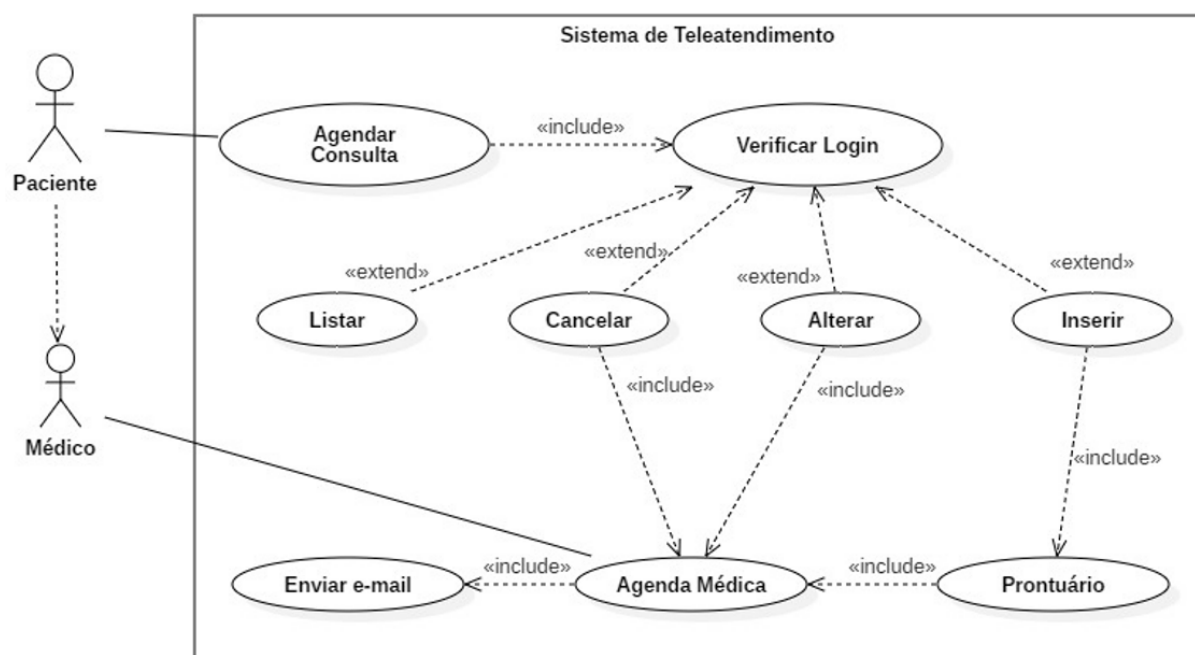 Sistema de Teleatendimento
Paciente
Agendar
Consulta
«include»
Verificar Login
«extend»
«extend»
«extend»
«extend»
Listar
Cancelar
Alterar
Inserir
«include»
«include»
«include»
Médico
Enviar e-mail
«include»
Agenda Médica
«include»
Prontuário